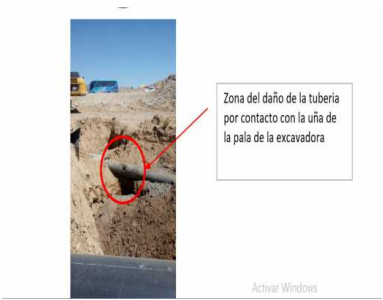 Zona del daño de la tuberia
por contacto con la uña de
la pala de la excavadora
Activar Windows